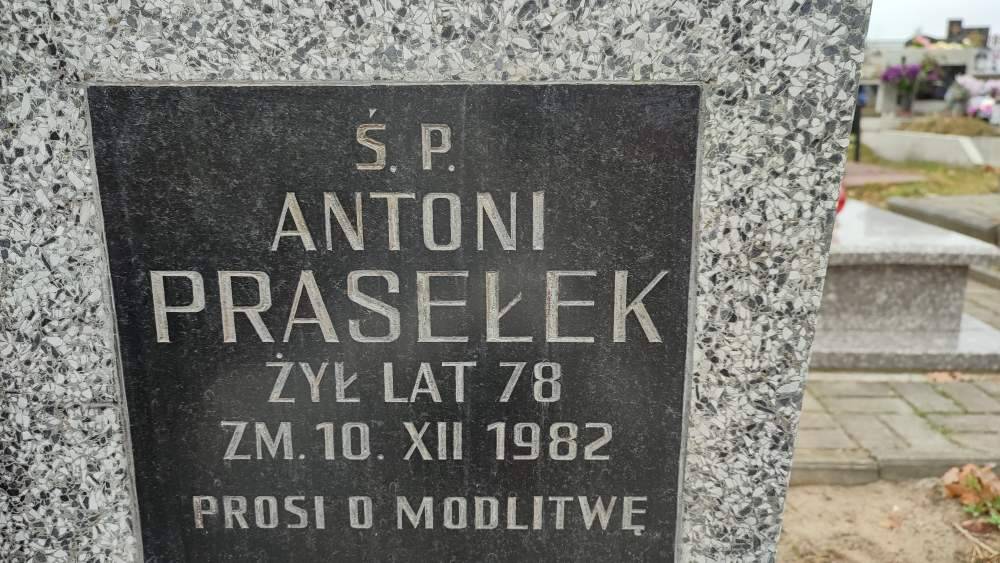 Ś. P.
ANTONI
PRASEŁEK
ŻYŁ LAT 78
ZM. 10. XII 1982
PROSI O MODLITWĘ